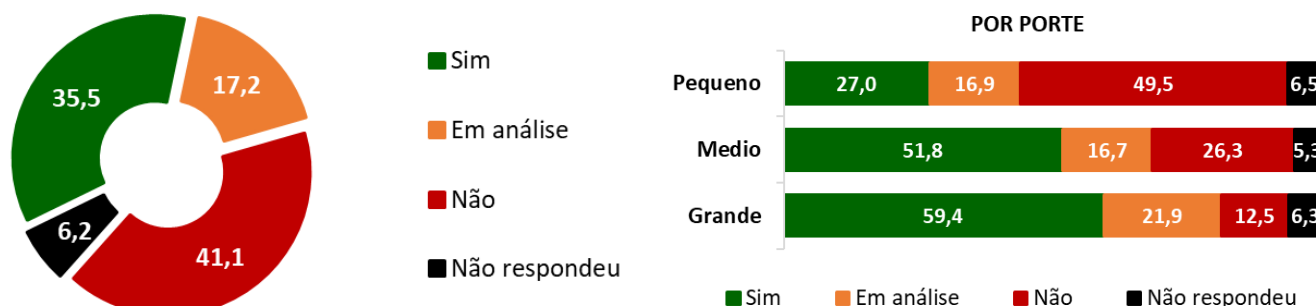 35,5
17,2
6,2
41,1
Sim
Em análise
Não
Não respondeu
POR PORTE
Pequeno 27,0 16,9 49,5 6,5
Medio 51,8 16,7 26,3 5,3
Grande 59,4 21,9 12,5 6,3
Sim Em análise Não Não respondeu